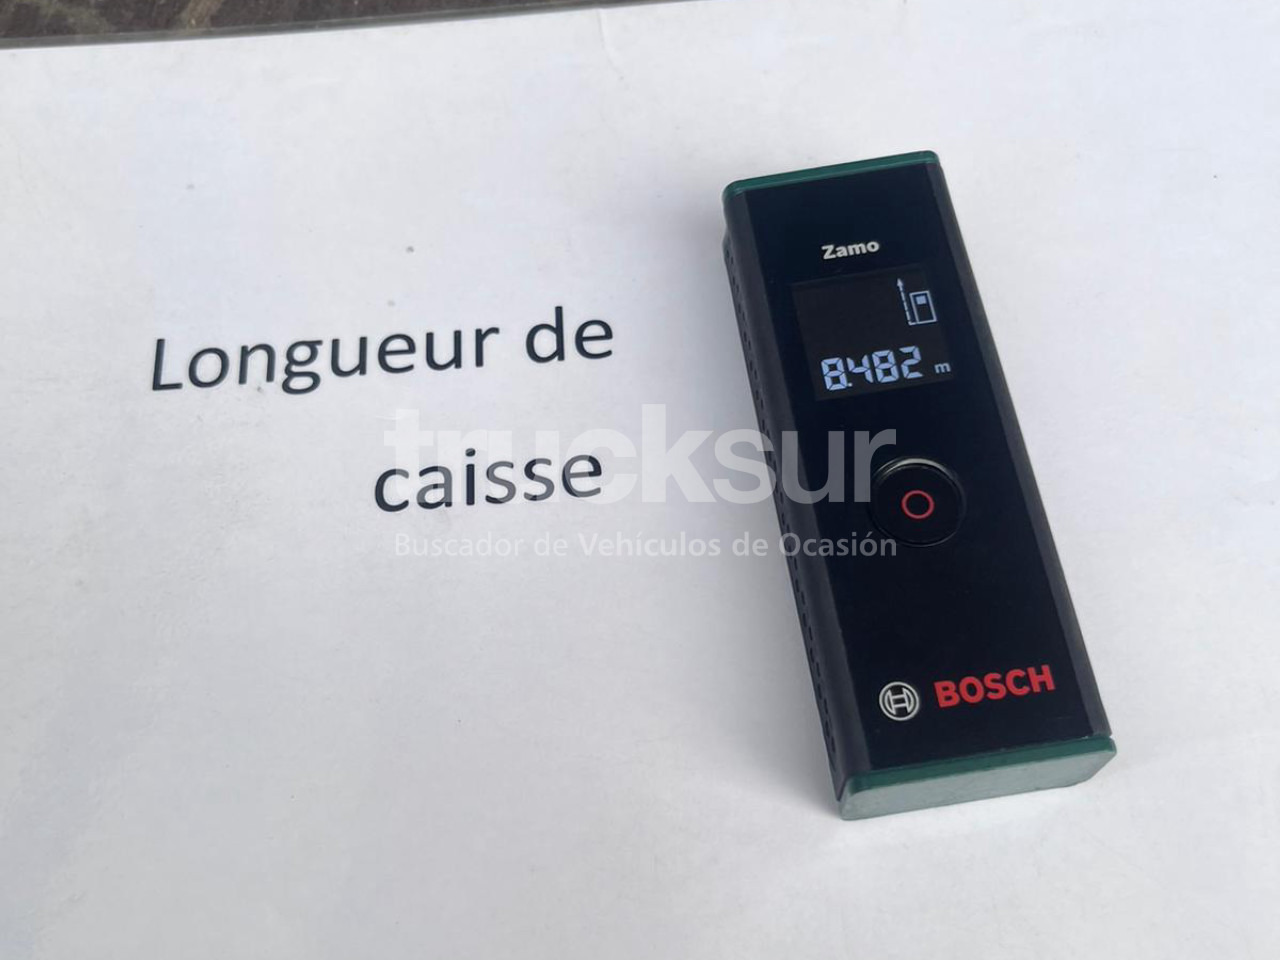 Zamo
8.482 m
Longueur de
caisse
trucksur
Buscador de Vehículos de Ocasión
BOSCH